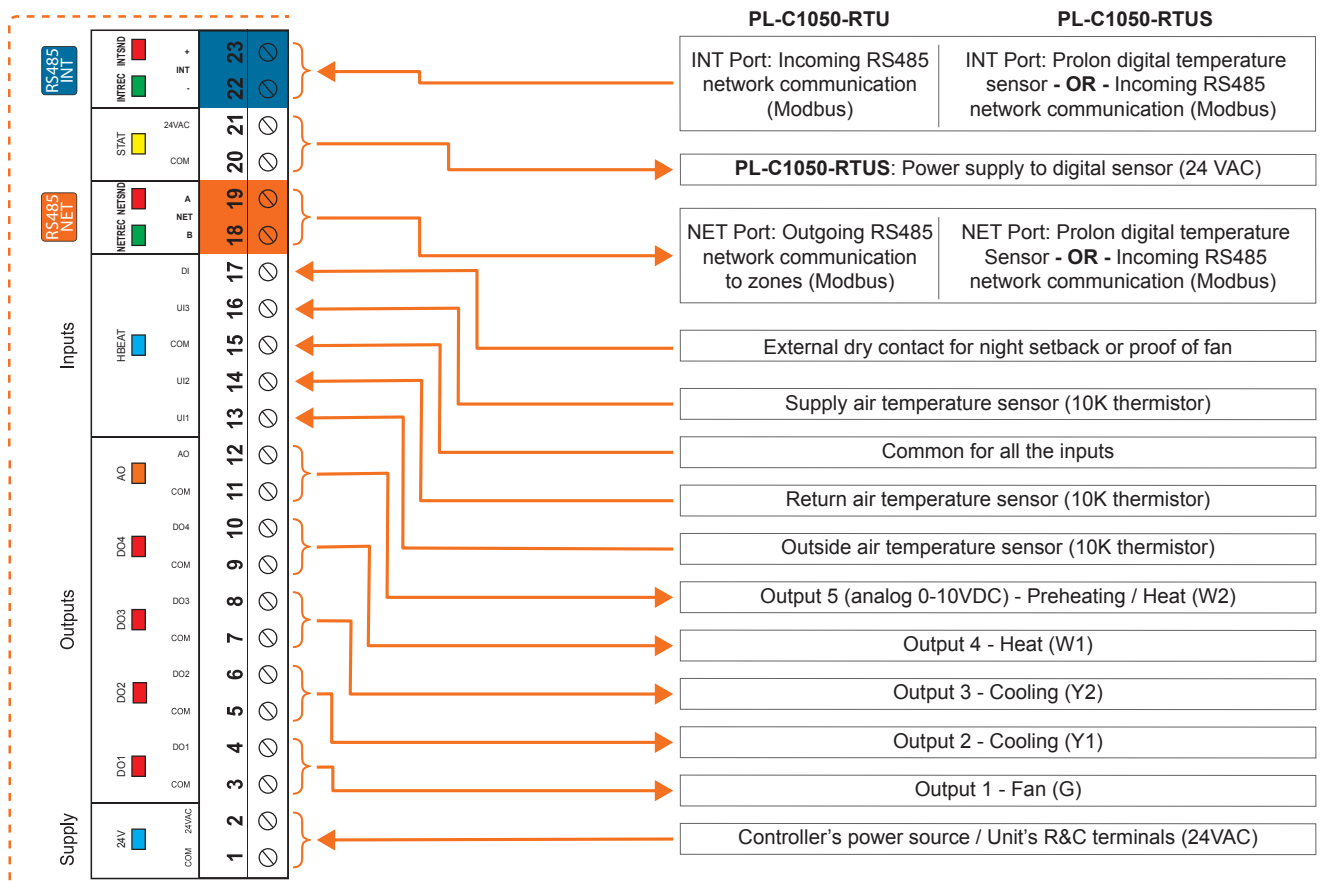 PL-C1050-RTU
PL-C1050-RTUS
RS485
INT
INTREC INTSND
+
INT
-
23
22
INT Port: Incoming RS485
network communication
(Modbus)
INT Port: Prolon digital temperature
sensor - OR - Incoming RS485
network communication (Modbus)
STAT
24VAC
COM
21
20
PL-C1050-RTUS: Power supply to digital sensor (24 VAC)
RS485
NET
NETREC NETSND
A
NET
B
19
18
NET Port: Outgoing RS485
network communication
to zones (Modbus)
NET Port: Prolon digital temperature
Sensor - OR - Incoming RS485
network communication (Modbus)
Inputs
HBEAT
DI
17
UI3
16
COM
15
UI2
14
UI1
13
External dry contact for night setback or proof of fan
Supply air temperature sensor (10K thermistor)
Common for all the inputs
Return air temperature sensor (10K thermistor)
Outside air temperature sensor (10K thermistor)
Outputs
AO
AO
12
COM
11
Output 5 (analog 0-10VDC) - Preheating / Heat (W2)
DO4
DO4
10
COM
9
Output 4 - Heat (W1)
DO3
DO3
8
COM
7
Output 3 - Cooling (Y2)
DO2
DO2
6
COM
5
Output 2 - Cooling (Y1)
DO1
DO1
4
COM
3
Output 1 - Fan (G)
Supply
24V
24VAC
2
COM
1
Controller's power source / Unit's R&C terminals (24VAC)